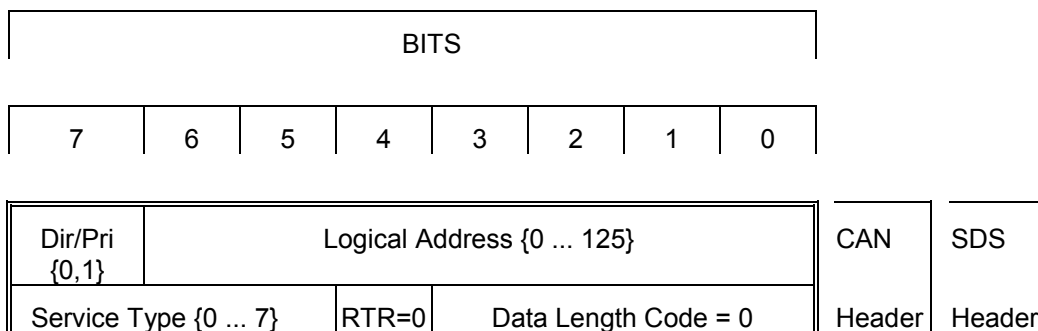 BITS
7 6 5 4 3 2 1 0
Dir/Pri
{0,1}
Logical Address {0 ... 125}
CAN
SDS
Service Type {0 ... 7}
RTR=0
Data Length Code = 0
Header
Header